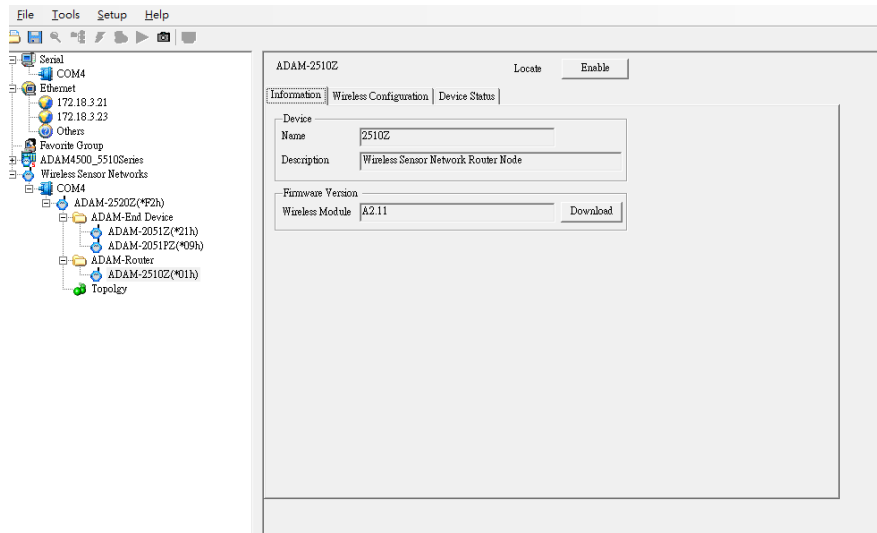 File Tools Setup Help
Serial
COM4
Ethernet
172.18.3.21
172.18.3.23
Others
Favorite Group
ADAM4500_5510Series
Wireless Sensor Networks
COM4
ADAM-2520Z(*F2h)
ADAM-End Device
ADAM-2051Z(*21h)
ADAM-2051PZ(*09h)
ADAM-Router
ADAM-2510Z(*01h)
Topolgy
ADAM-2510Z Locate Enable
Information Wireless Configuration Device Status
Device
Name 2510Z
Description Wireless Sensor Network Router Node
Firmware Version
Wireless Module A2.11 Download